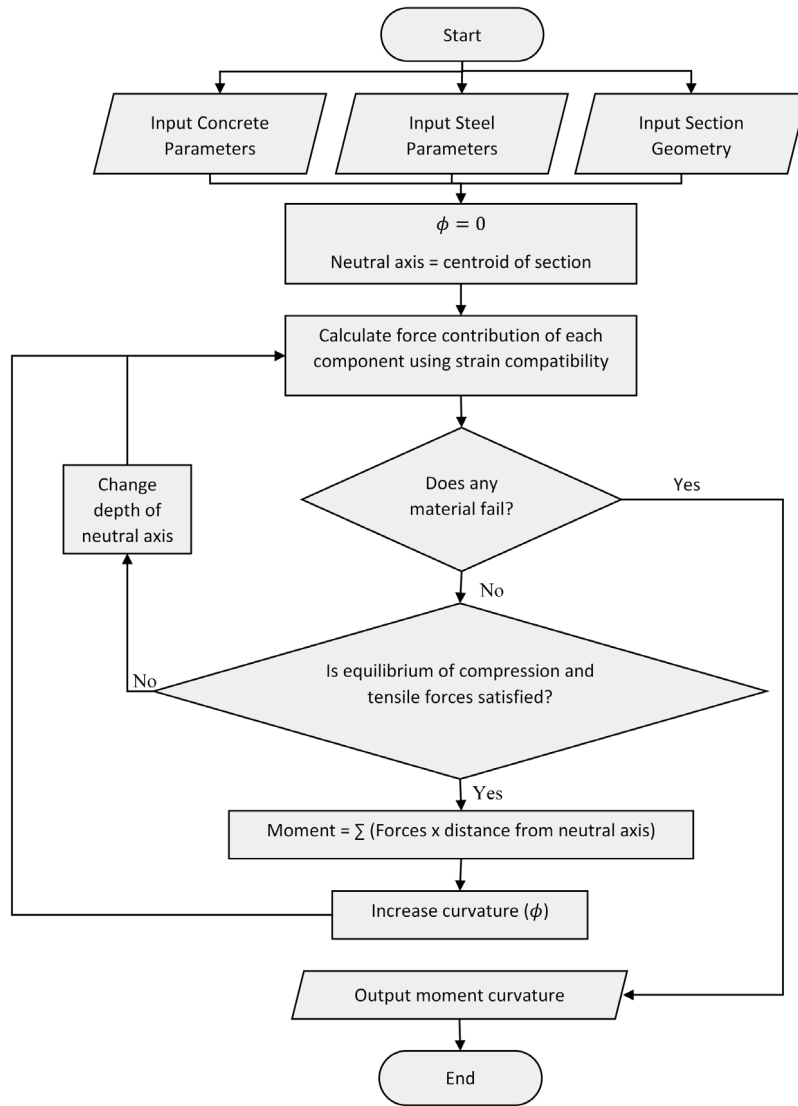 Start
Input Concrete
Parameters
Input Steel
Parameters
Input Section
Geometry
ϕ = 0
Neutral axis = centroid of section
Calculate force contribution of each
component using strain compatibility
Change
depth of
neutral axis
Does any
material fail?
Yes
No
Is equilibrium of compression and
tensile forces satisfied?
No
Yes
Moment = ∑ (Forces x distance from neutral axis)
Increase curvature (ϕ)
Output moment curvature
End